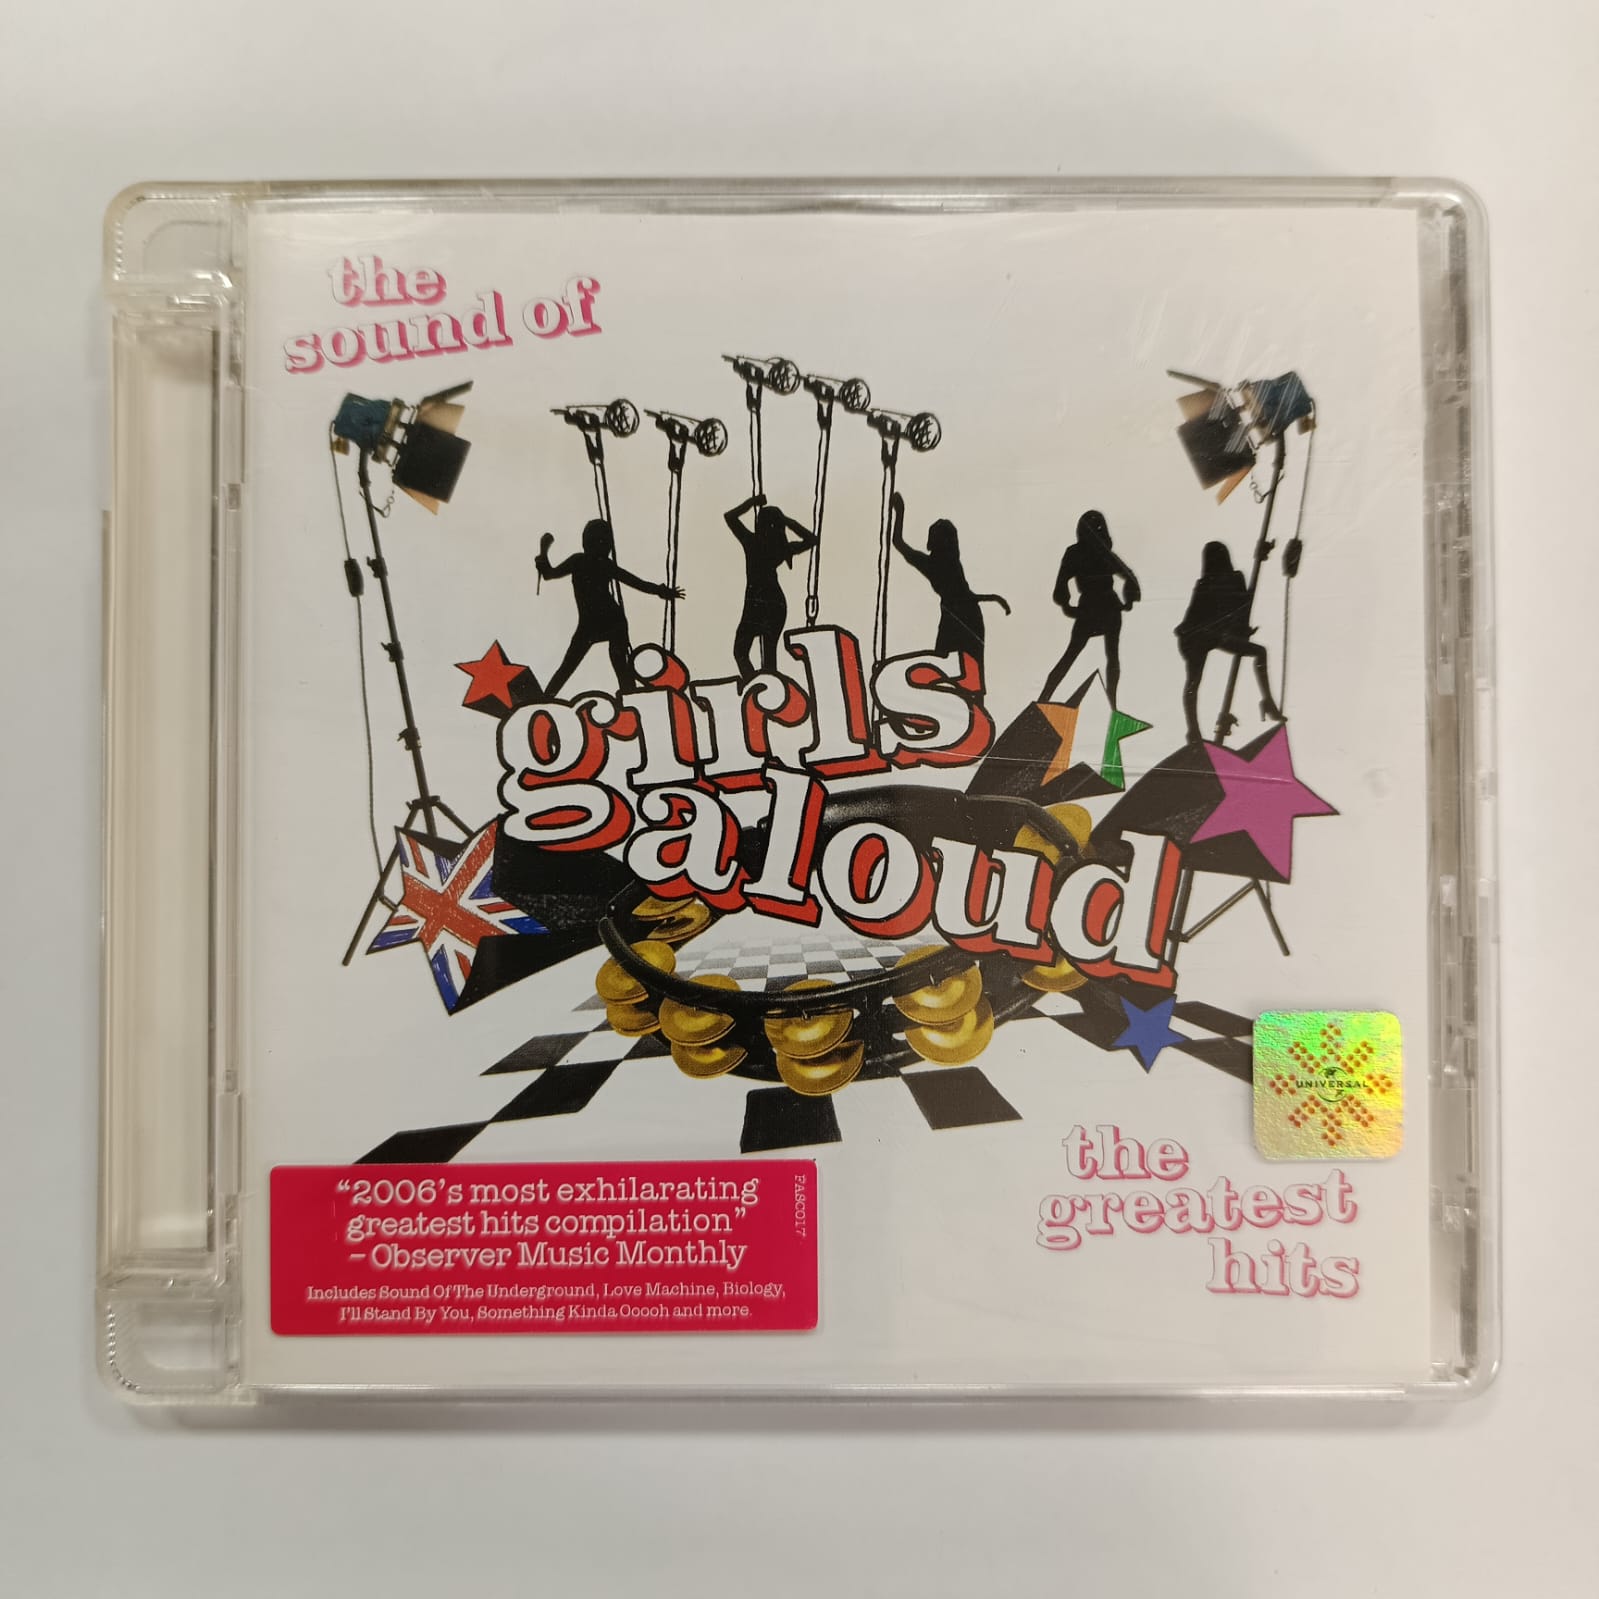 the
sound of
girls
aloud
UNIVERSAL
the
greatest
hits
“2006’s most exhilarating
greatest hits compilation”
– Observer Music Monthly
Includes Sound Of The Underground, Love Machine, Biology,
I'll Stand By You, Something Kinda Ooooh and more.
FASCO17